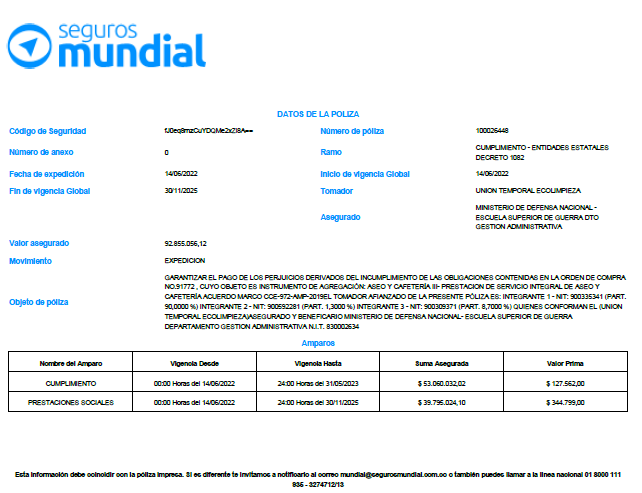 seguros
mundial
DATOS DE LA POLIZA
Código de Seguridad
Número de póliza 100026448
Número de anexo 0 Ramo CUMPLIMIENTO - ENTIDADES ESTATALES
DECRETO 1082
Fecha de expedición 14/06/2022 Inicio de vigencia Global 14/06/2022
Fin de vigencia Global 30/11/2025 Tomador UNION TEMPORAL ECOLIMPIEZA
Asegurado MINISTERIO DE DEFENSA NACIONAL -
ESCUELA SUPERIOR DE GUERRA DTO
GESTION ADMINISTRATIVA
Valor asegurado 92.855.056,12
Movimiento EXPEDICION
Objeto de póliza GARANTIZAR EL PAGO DE LOS PERJUICIOS DERIVADOS DEL INCUMPLIMIENTO DE LAS OBLIGACIONES CONTENIDAS EN LA ORDEN DE COMPRA
NO.91772 , CUYO OBJETO ES INSTRUMENTO DE AGREGACIÓN: ASEO Y CAFETERÍA III- PRESTACION DE SERVICIO INTEGRAL DE ASEO Y
CAFETERÍA ACUERDO MARCO CCE-972-AMP-2019EL TOMADOR AFIANZADO DE LA PRESENTE PÓLIZA ES: INTEGRANTE 1 - NIT: 900335341 (PART.
90,0000 %) INTEGRANTE 2 - NIT: 900592281 (PART. 1,3000 %) INTEGRANTE 3 - NIT: 900309371 (PART. 8,7000 %) QUIENES CONFORMAN EL (UNION
TEMPORAL ECOLIMPIEZA)ASEGURADO Y BENEFICIARIO MINISTERIO DE DEFENSA NACIONAL- ESCUELA SUPERIOR DE GUERRA
DEPARTAMENTO GESTION ADMINISTRATIVA N.I.T. 830002634
Amparos
Nombre del Amparo Vigencia Desde Vigencia Hasta Suma Asegurada Valor Prima
CUMPLIMIENTO 00:00 Horas del 14/06/2022 24:00 Horas del 31/05/2023 $ 53.060.032,02 $ 127.562,00
PRESTACIONES SOCIALES 00:00 Horas del 14/06/2022 24:00 Horas del 30/11/2025 $ 39.795.024,10 $ 344.799,00
Esta información debe coincidir con la póliza impresa. Si es diferente te invitamos a notificarlo al correo mundial@segurosmundial.com.co o también puedes llamar a la línea nacional 01 8000 111
935 - 3274712/13